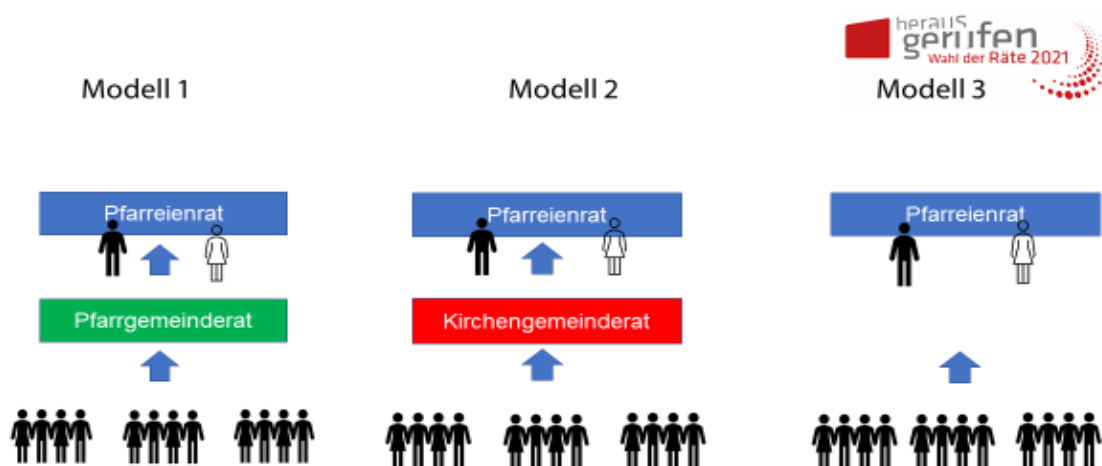 heraus
gerufen
Wahl der Räte 2021
Modell 1
Modell 2
Modell 3
Pfarreienrat
Pfarreienrat
Pfarreienrat
Pfarrgemeinderat
Kirchengemeinderat